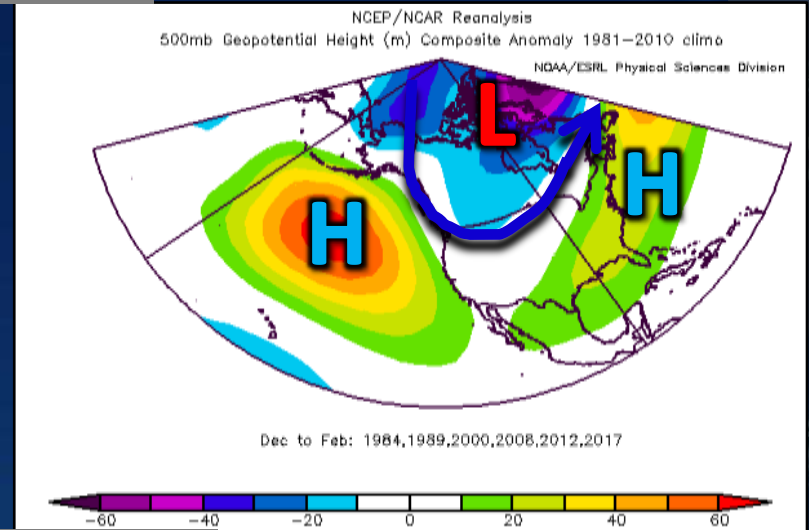 NCEP/NCAR Reanalysis
500mb Geopotential Height (m) Composite Anomaly 1981-2010 climo
NOAA/ESRL Physical Sciences Division
L
H
H
Dec to Feb: 1984,1989,2000,2008,2012,2017
-60 -40 -20 0 20 40 60